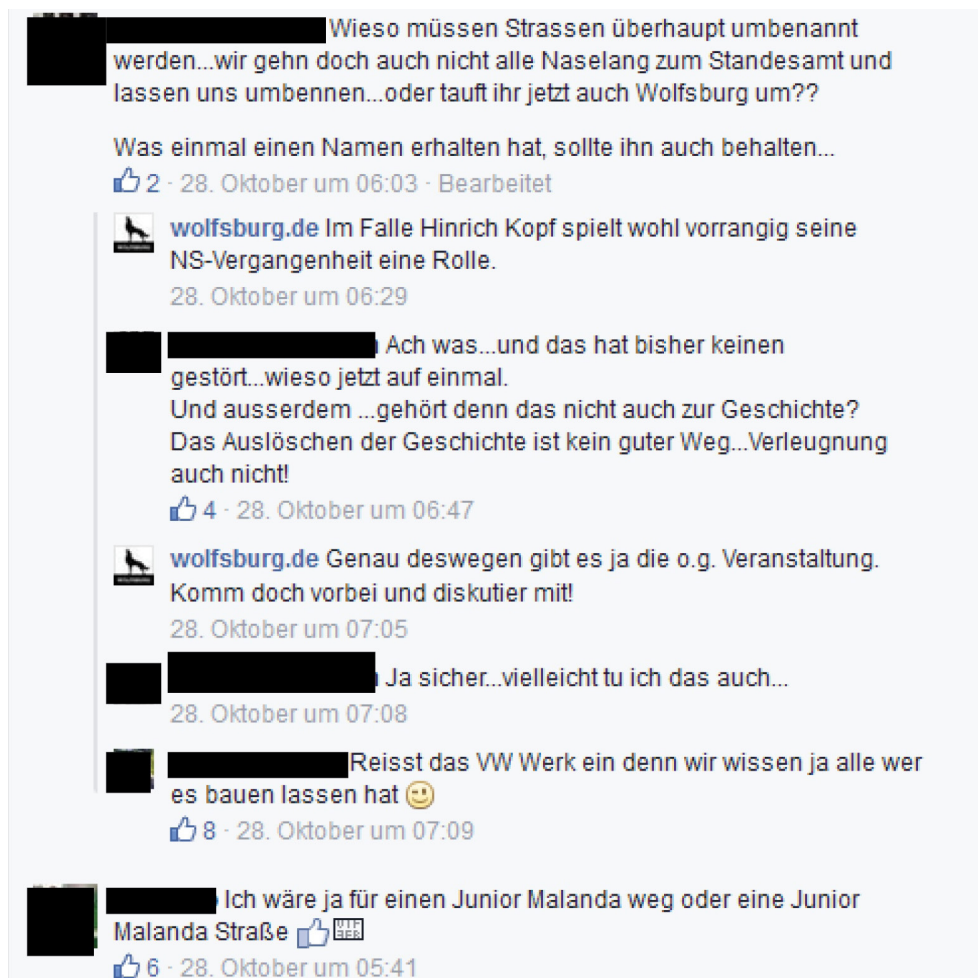 Wieso müssen Strassen überhaupt umbenannt
werden...wir gehn doch auch nicht alle Naselang zum Standesamt und
lassen uns umbennen...oder tauft ihr jetzt auch Wolfsburg um??
Was einmal einen Namen erhalten hat, sollte ihn auch behalten...
2 · 28. Oktober um 06:03 · Bearbeitet
wolfsburg.de Im Falle Hinrich Kopf spielt wohl vorrangig seine
NS-Vergangenheit eine Rolle.
28. Oktober um 06:29
Ach was...und das hat bisher keinen
gestört...wieso jetzt auf einmal.
Und ausserdem ...gehört denn das nicht auch zur Geschichte?
Das Auslöschen der Geschichte ist kein guter Weg...Verleugnung
auch nicht!
4 · 28. Oktober um 06:47
wolfsburg.de Genau deswegen gibt es ja die o.g. Veranstaltung.
Komm doch vorbei und diskutier mit!
28. Oktober um 07:05
Ja sicher...vielleicht tu ich das auch...
28. Oktober um 07:08
Reisst das VW Werk ein denn wir wissen ja alle wer
es bauen lassen hat 😉
8 · 28. Oktober um 07:09
Ich wäre ja für einen Junior Malanda weg oder eine Junior
Malanda Straße 👍
6 · 28. Oktober um 05:41